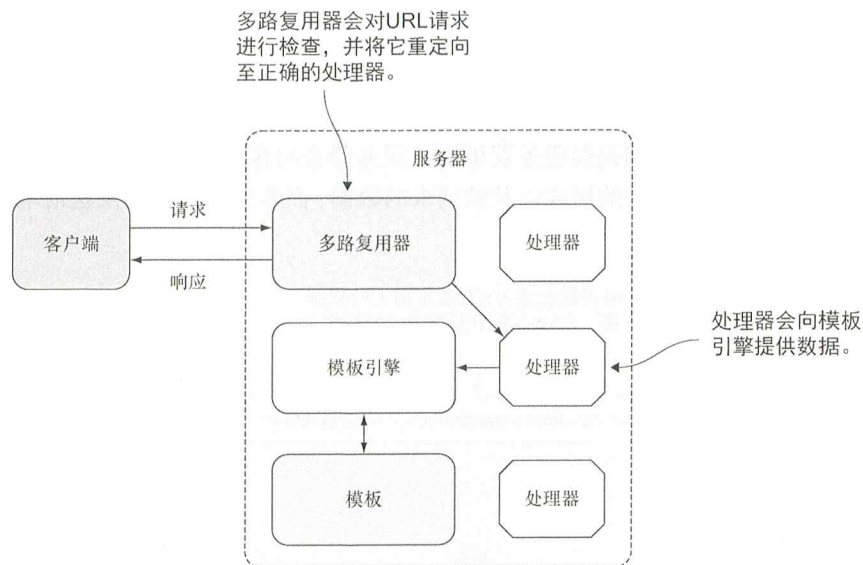 多路复用器会对URL请求
进行检查，并将它重定向
至正确的处理器。
服务器
请求
客户端
多路复用器
处理器
响应
处理器会向模板
引擎提供数据。
模板引擎
处理器
模板
处理器